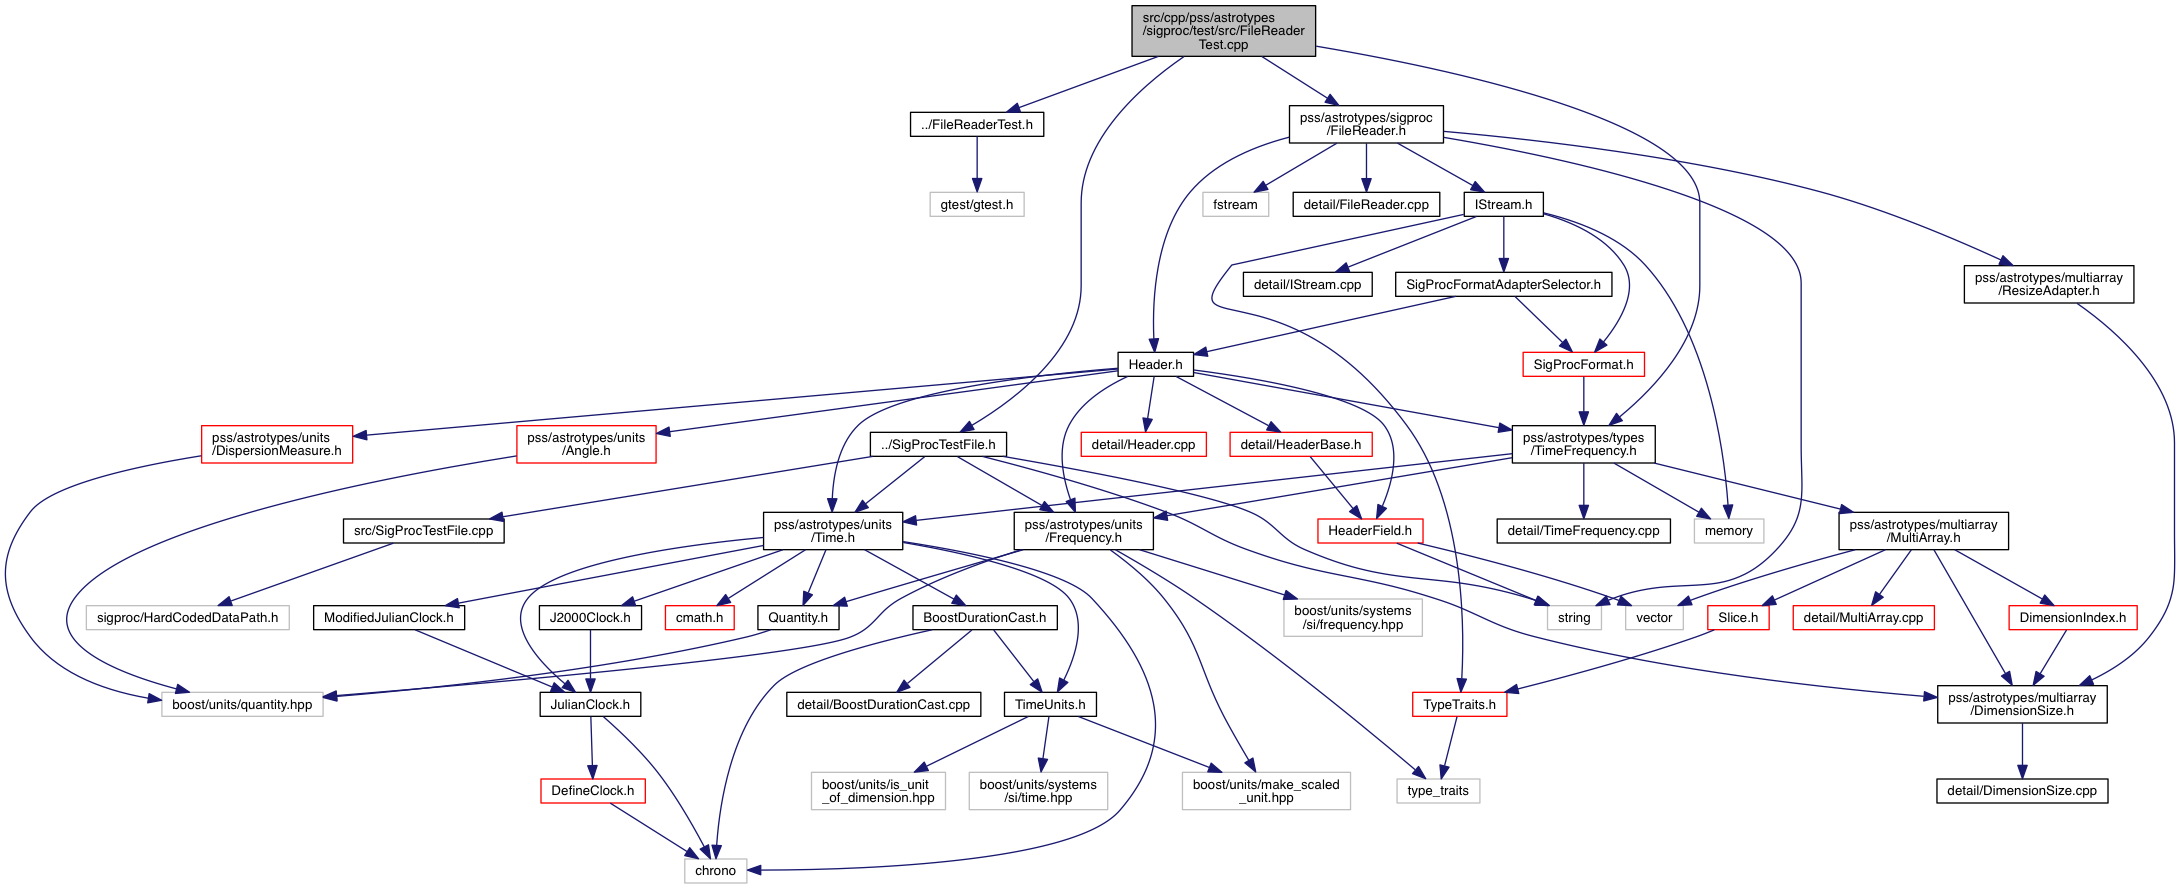 src/cpp/pss/astrotypes
/sigproc/test/src/FileReader
Test.cpp
../FileReaderTest.h
pss/astrotypes/sigproc
/FileReader.h
gtest/gtest.h
fstream
detail/FileReader.cpp
IStream.h
detail/IStream.cpp
SigProcFormatAdapterSelector.h
pss/astrotypes/multiarray
/ResizeAdapter.h
Header.h
SigProcFormat.h
pss/astrotypes/units
/DispersionMeasure.h
pss/astrotypes/units
/Angle.h
../SigProcTestFile.h
detail/Header.cpp
detail/HeaderBase.h
pss/astrotypes/types
/TimeFrequency.h
src/SigProcTestFile.cpp
pss/astrotypes/units
/Time.h
pss/astrotypes/units
/Frequency.h
HeaderField.h
detail/TimeFrequency.cpp
memory
pss/astrotypes/multiarray
/MultiArray.h
sigproc/HardCodedDataPath.h
ModifiedJulianClock.h
J2000Clock.h
cmath.h
Quantity.h
BoostDurationCast.h
boost/units/systems
/si/frequency.hpp
string
vector
Slice.h
detail/MultiArray.cpp
DimensionIndex.h
boost/units/quantity.hpp
JulianClock.h
detail/BoostDurationCast.cpp
TimeUnits.h
TypeTraits.h
pss/astrotypes/multiarray
/DimensionSize.h
DefineClock.h
boost/units/is_unit
_of_dimension.hpp
boost/units/systems
/si/time.hpp
boost/units/make_scaled
_unit.hpp
type_traits
detail/DimensionSize.cpp
chrono